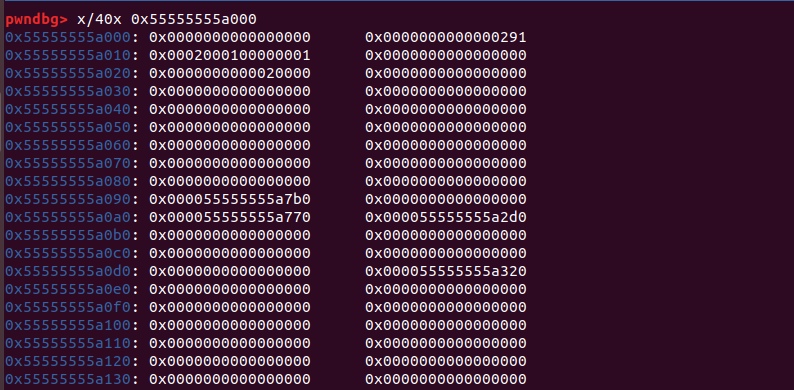 pwndbg> x/40x 0x55555555a000
0x55555555a000: 0x0000000000000000 0x0000000000000291
0x55555555a010: 0x0002000100000001 0x0000000000000000
0x55555555a020: 0x0000000000020000 0x0000000000000000
0x55555555a030: 0x0000000000000000 0x0000000000000000
0x55555555a040: 0x0000000000000000 0x0000000000000000
0x55555555a050: 0x0000000000000000 0x0000000000000000
0x55555555a060: 0x0000000000000000 0x0000000000000000
0x55555555a070: 0x0000000000000000 0x0000000000000000
0x55555555a080: 0x0000000000000000 0x0000000000000000
0x55555555a090: 0x000055555555a7b0 0x0000000000000000
0x55555555a0a0: 0x000055555555a770 0x000055555555a2d0
0x55555555a0b0: 0x0000000000000000 0x0000000000000000
0x55555555a0c0: 0x0000000000000000 0x0000000000000000
0x55555555a0d0: 0x0000000000000000 0x000055555555a320
0x55555555a0e0: 0x0000000000000000 0x0000000000000000
0x55555555a0f0: 0x0000000000000000 0x0000000000000000
0x55555555a100: 0x0000000000000000 0x0000000000000000
0x55555555a110: 0x0000000000000000 0x0000000000000000
0x55555555a120: 0x0000000000000000 0x0000000000000000
0x55555555a130: 0x0000000000000000 0x0000000000000000